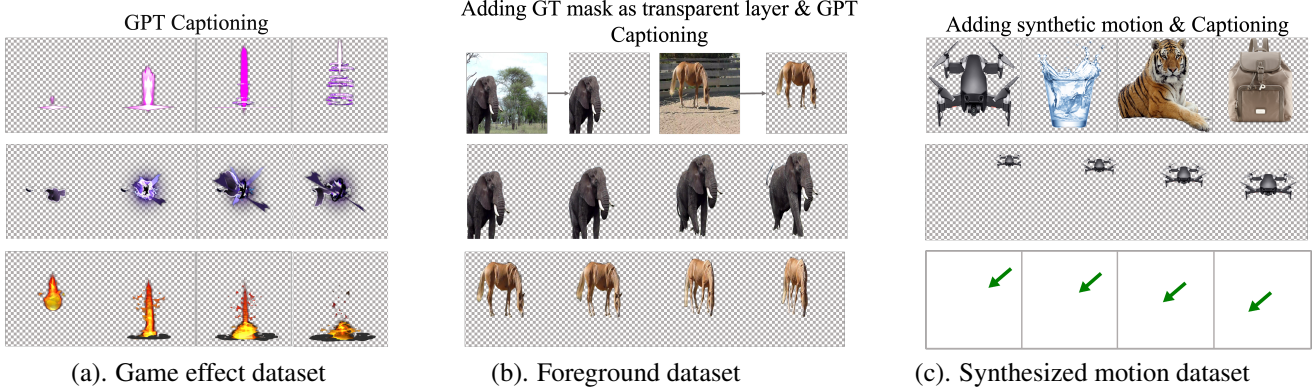 GPT Captioning
Adding GT mask as transparent layer & GPT
Captioning
Adding synthetic motion & Captioning
(a). Game effect dataset
(b). Foreground dataset
(c). Synthesized motion dataset